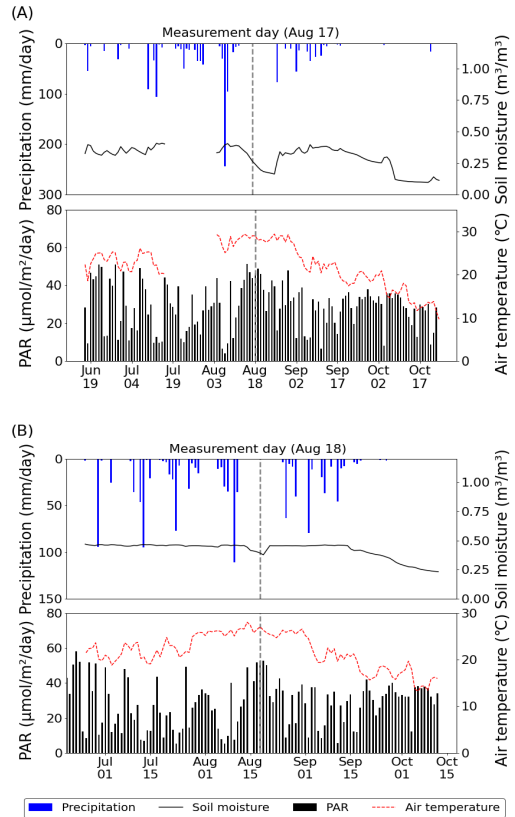 (A)
Measurement day (Aug 17)
Precipitation (mm/day)
0
100
200
300
Soil moisture (m³/m³)
1.00
0.75
0.50
0.25
0.00
PAR (μmol/m²/day)
80
60
40
20
0
Air temperature (℃)
30
20
10
0
Jun 19
Jul 04
Jul 19
Aug 03
Aug 18
Sep 02
Sep 17
Oct 02
Oct 17
(B)
Measurement day (Aug 18)
Precipitation (mm/day)
0
50
100
150
Soil moisture (m³/m³)
1.00
0.75
0.50
0.25
0.00
PAR (μmol/m²/day)
80
60
40
20
0
Air temperature (℃)
30
20
10
0
Jul 01
Jul 15
Aug 01
Aug 15
Sep 01
Sep 15
Oct 01
Oct 15
Precipitation Soil moisture PAR Air temperature